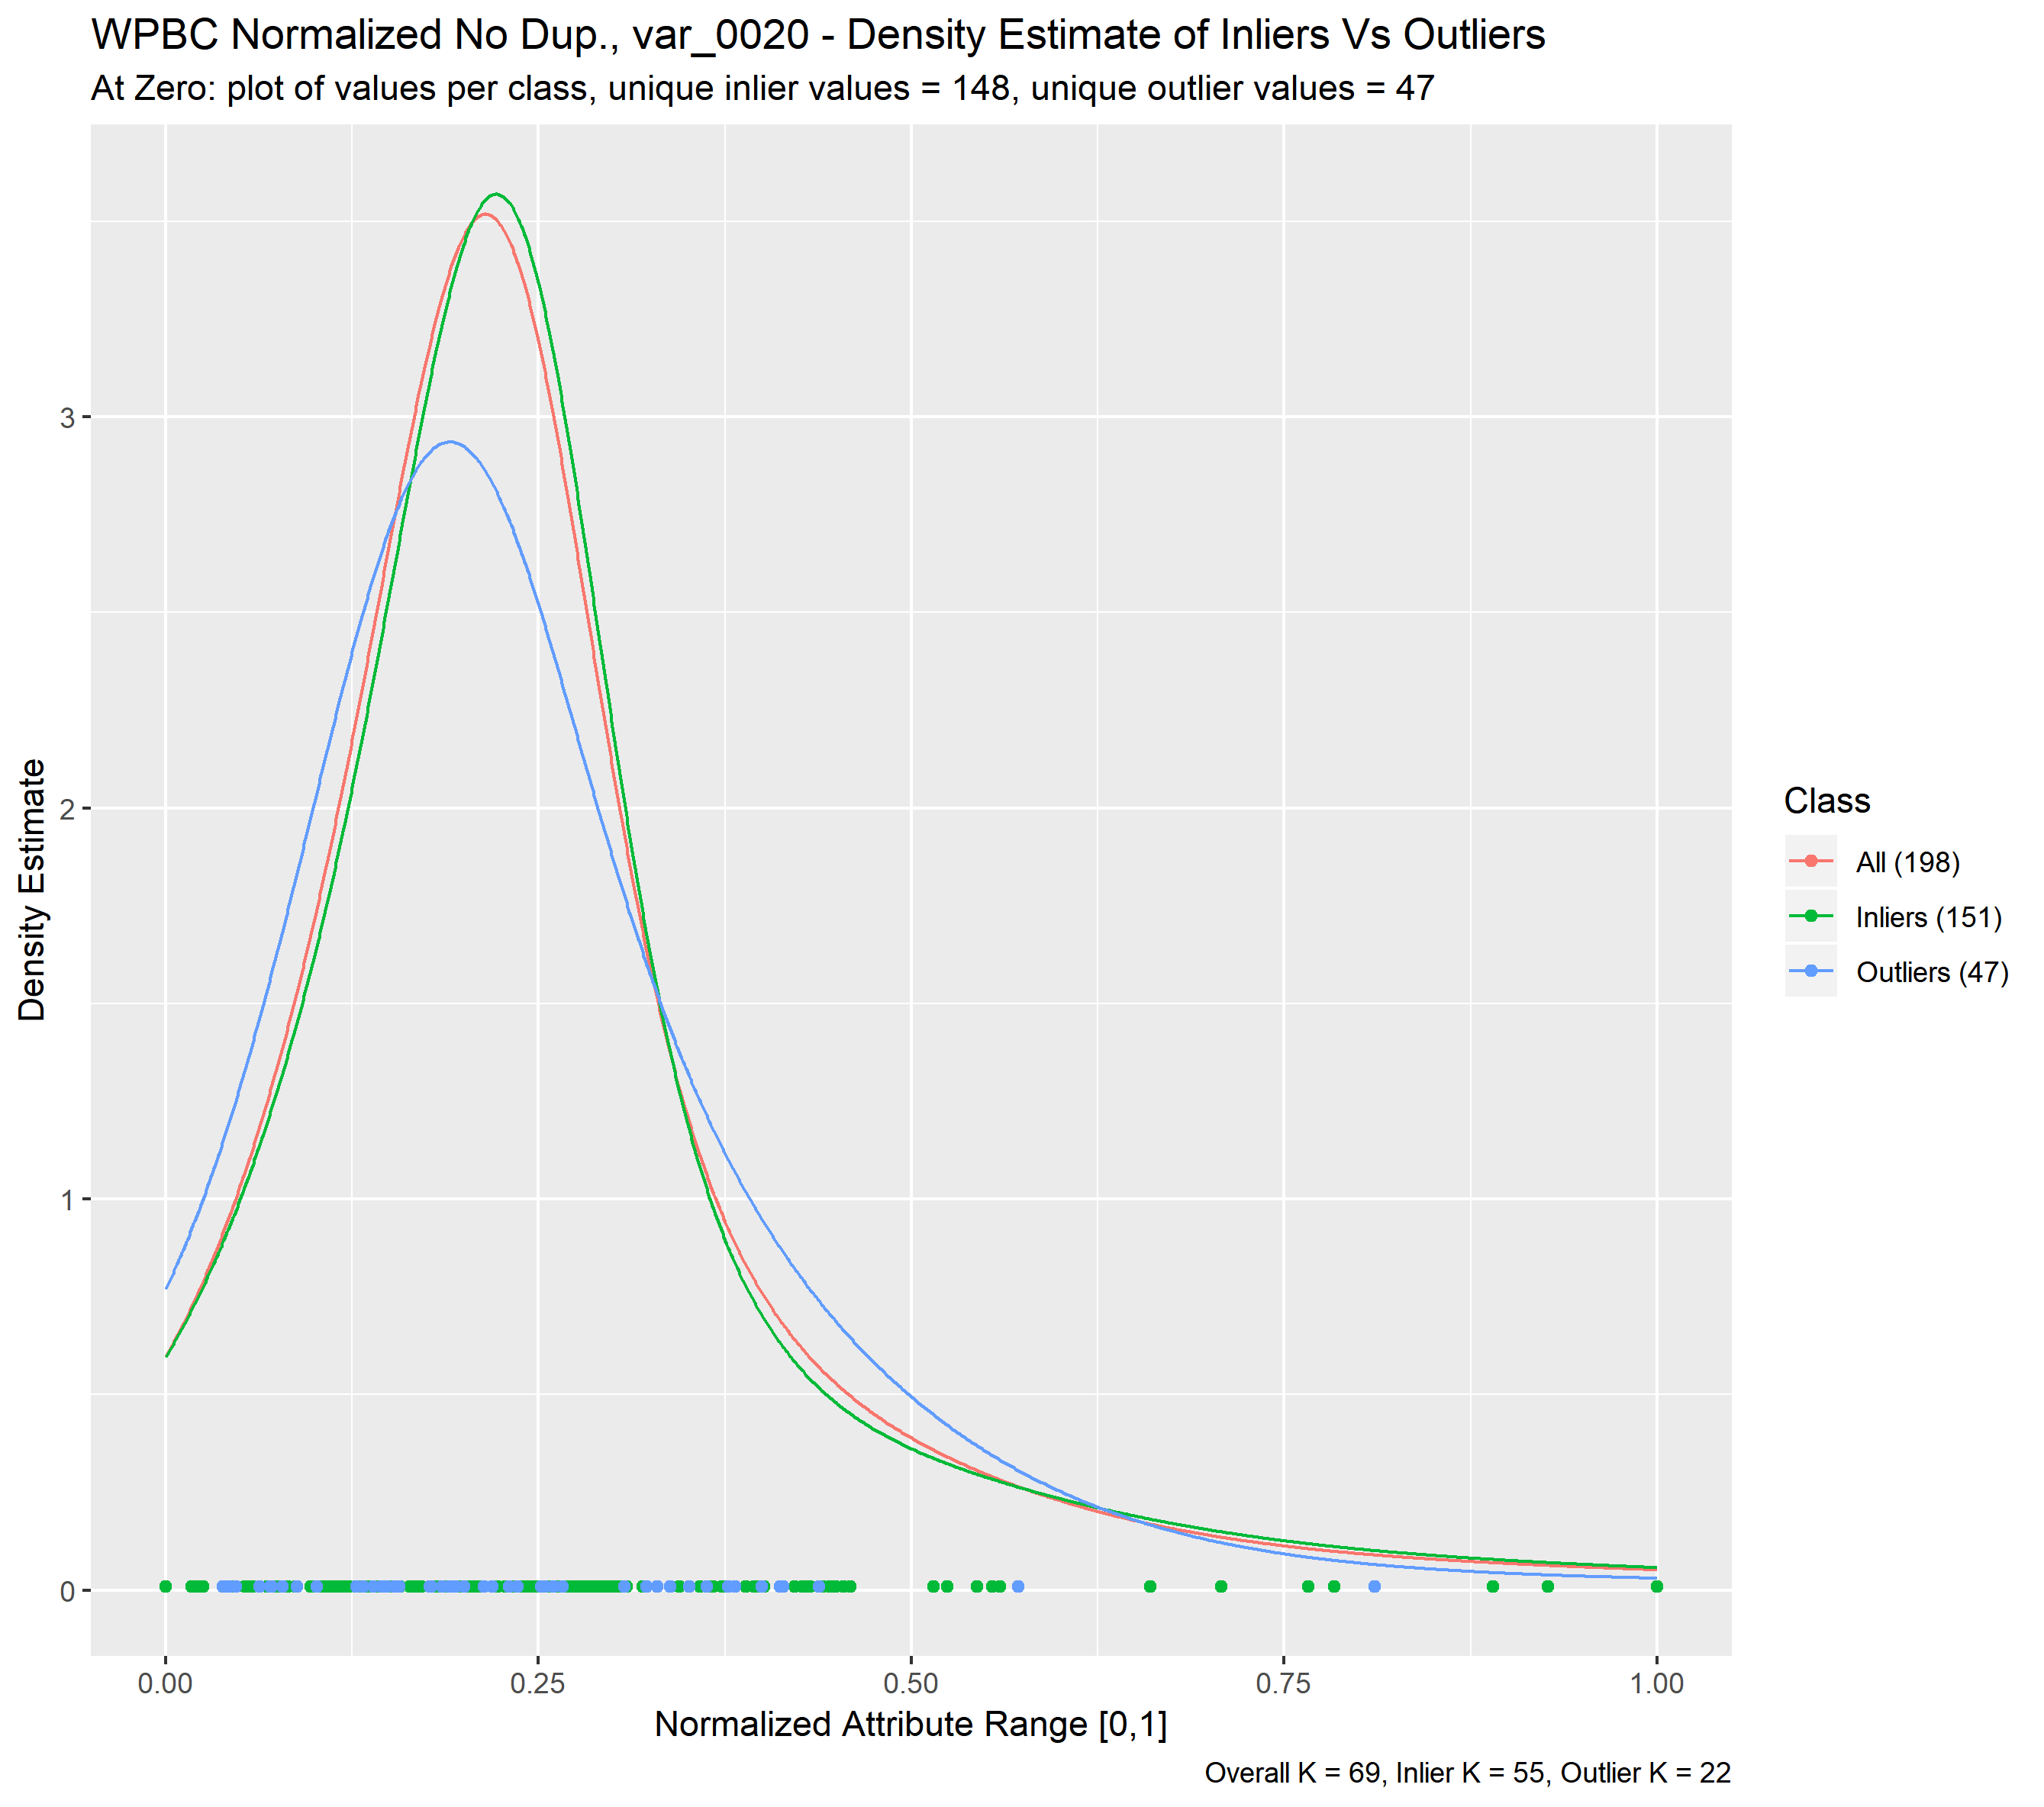 WPBC Normalized No Dup., var_0020 - Density Estimate of Inliers Vs Outliers
At Zero: plot of values per class, unique inlier values = 148, unique outlier values = 47
Density Estimate
3
2
1
0
0.00 0.25 0.50 0.75 1.00
Normalized Attribute Range [0,1]
Class
All (198)
Inliers (151)
Outliers (47)
Overall K = 69, Inlier K = 55, Outlier K = 22